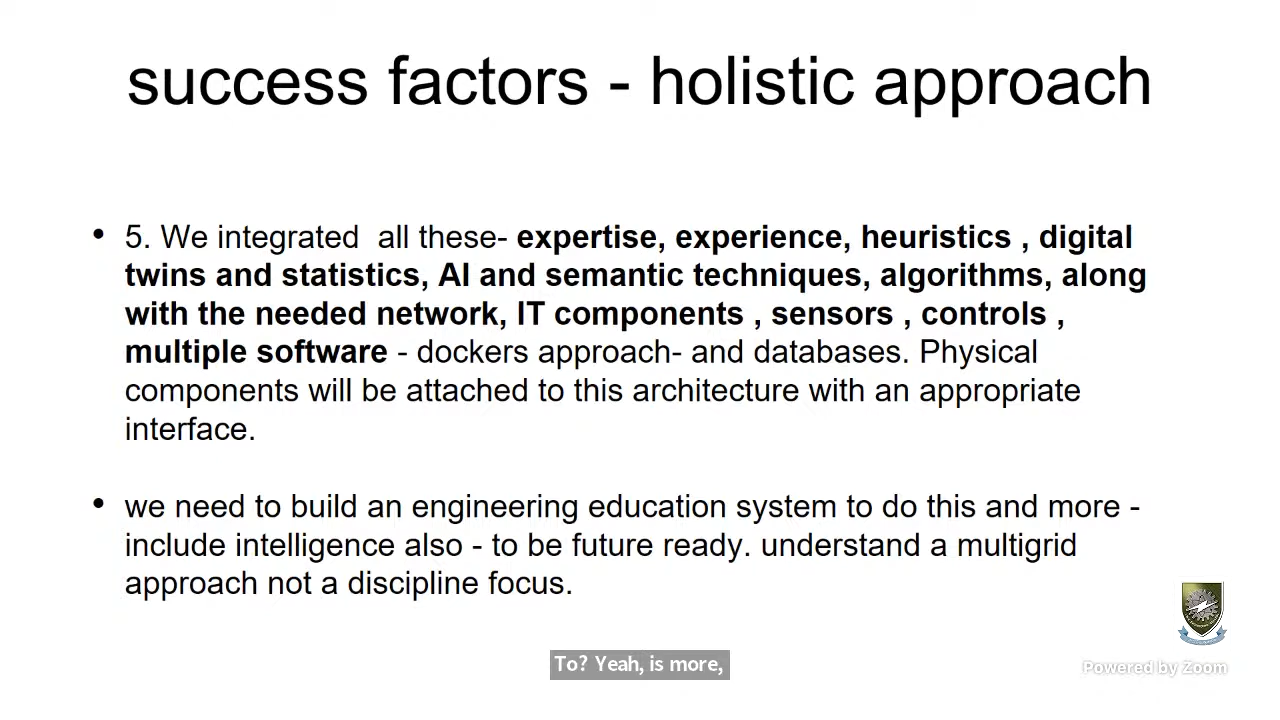 success factors - holistic approach
• 5. We integrated  all these- expertise, experience, heuristics , digital
twins and statistics, AI and semantic techniques, algorithms, along
with the needed network, IT components , sensors , controls ,
multiple software - dockers approach- and databases. Physical
components will be attached to this architecture with an appropriate
interface.
• we need to build an engineering education system to do this and more -
include intelligence also - to be future ready. understand a multigrid
approach not a discipline focus.
To? Yeah, is more,
Powered by Zoom